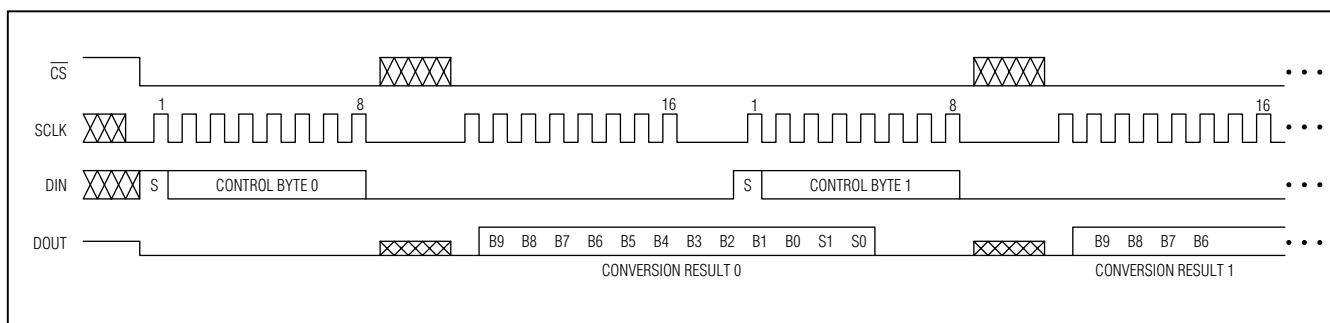 CS
1 8 16 1 8 16
SCLK
DIN S CONTROL BYTE 0 S CONTROL BYTE 1
DOUT B9 B8 B7 B6 B5 B4 B3 B2 B1 B0 S1 S0 B9 B8 B7 B6
CONVERSION RESULT 0 CONVERSION RESULT 1